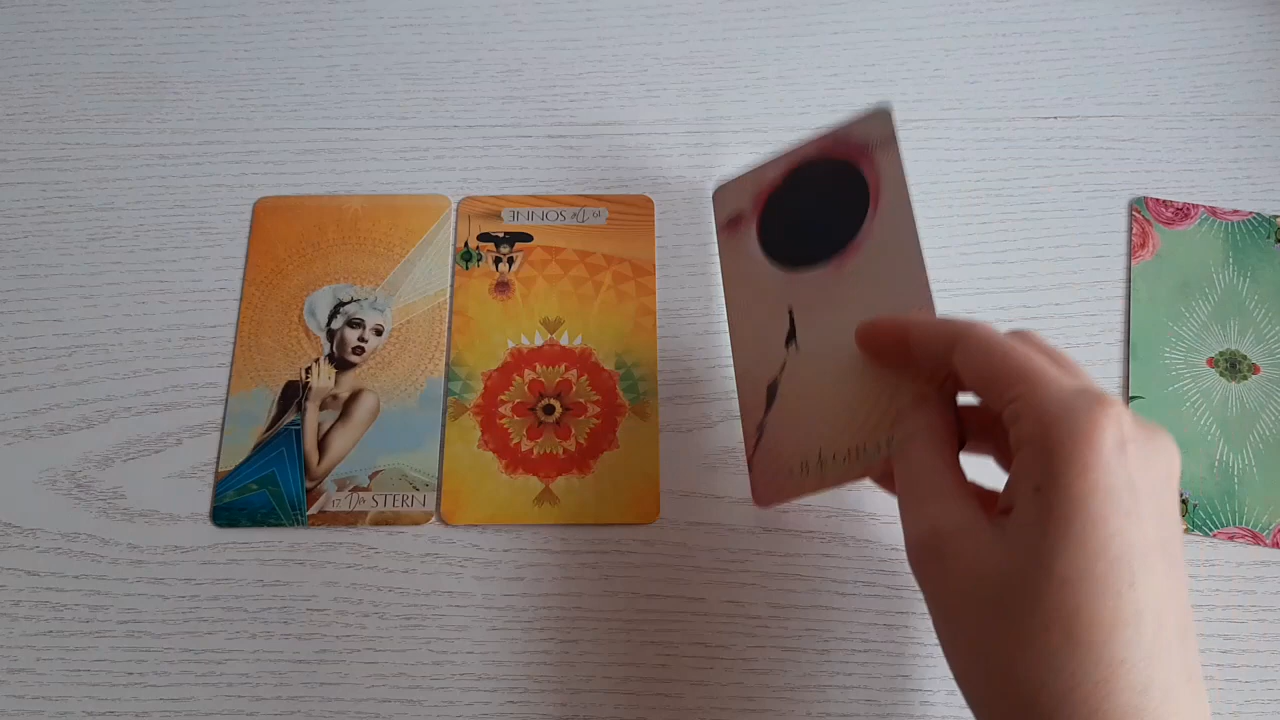 17. Der STERN
19. Die SONNE